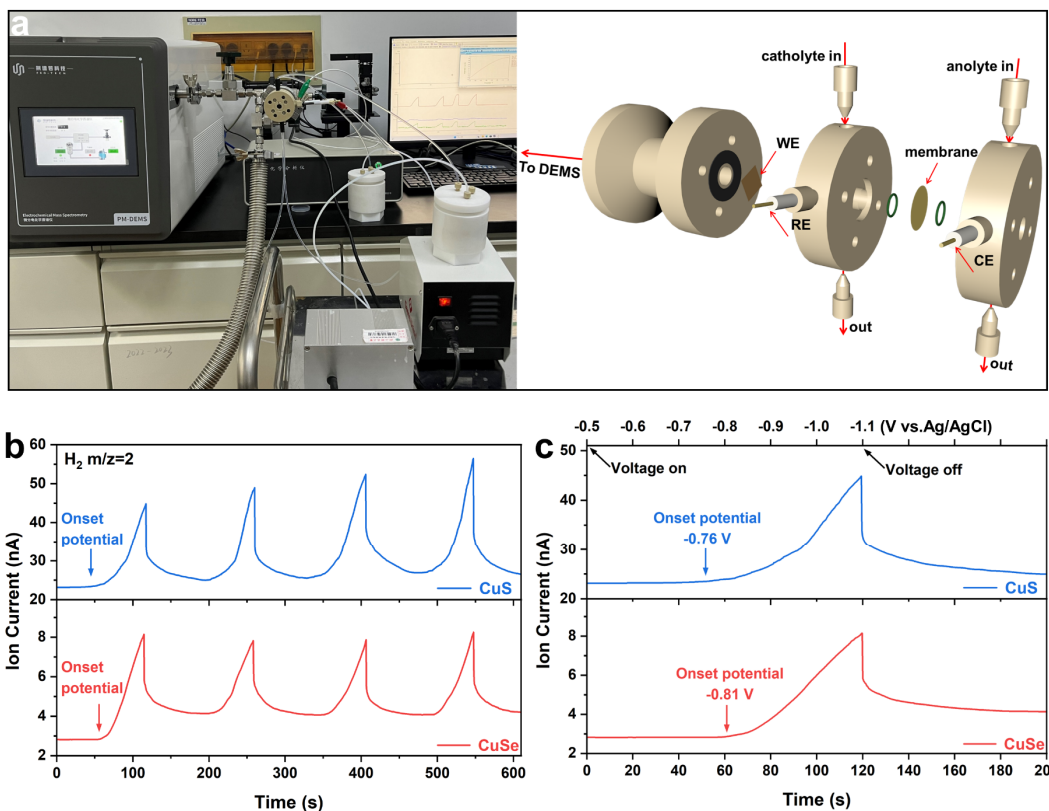 a
PM-DEMS
To DEMS
WE
RE
catholyte in
out
membrane
anolyte in
CE
out
b
H2 m/z=2
Onset
potential
CuS
60
50
40
30
20
Onset
potential
CuSe
8
6
4
2
Ion Current (nA)
0 100 200 300 400 500 600
Time (s)
c
-0.5 -0.6 -0.7 -0.8 -0.9 -1.0 -1.1 (V vs.Ag/AgCl)
Voltage on
Voltage off
Onset potential
-0.76 V
CuS
50
40
30
20
Onset potential
-0.81 V
CuSe
8
6
4
2
Ion Current (nA)
0 20 40 60 80 100 120 140 160 180 200
Time (s)